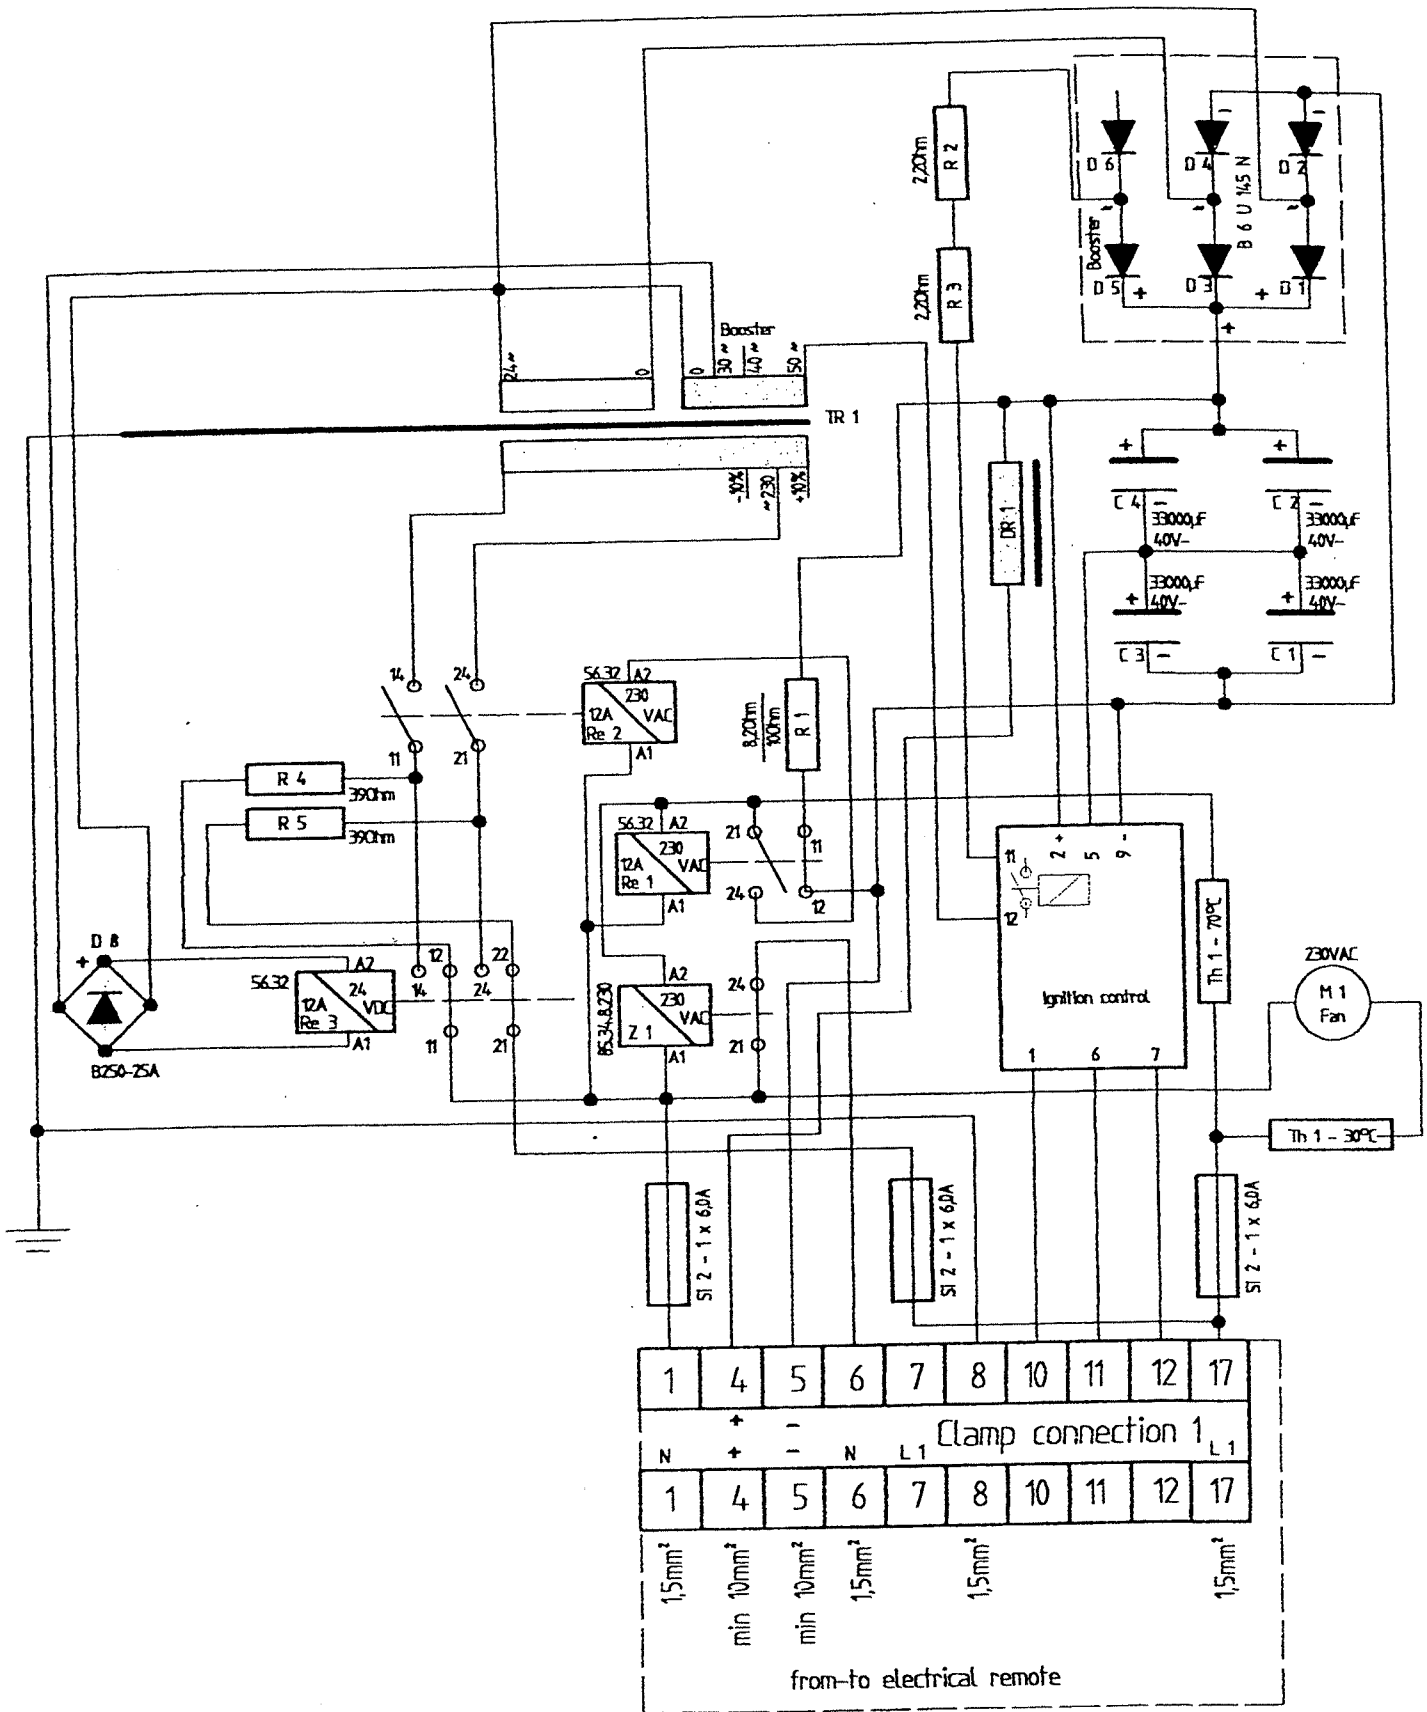 2,2Ohm
R 2
D 6
D 4
D 2
B 6 U 145 N
~
~
~
Booster
2,2Ohm
R 3
D 5
+
D 3
+
D 1
+
Booster
24~
0
0
30~
40~
50~
TR 1
-10%
~230
+10%
DR 1
+
+
C 4
-
C 2
-
33000µF
40V-
33000µF
40V-
33000µF
40V-
33000µF
40V-
+
+
C 3
-
C 1
-
14
24
56.32
A2
230
12A
VAC
Re 2
A1
11
21
8,2Ohm
100hm
R 1
R 4
390hm
R 5
390hm
56.32
A2
230
12A
VAC
Re 1
A1
21
11
24
12
11
2 +
5
9 -
12
Ignition control
1
6
7
Th 1 - 70°C
230VAC
M 1
Fan
D 8
+
B250-25A
56.32
A2
24
12A
VDC
Re 3
A1
12
22
14
24
11
21
85.34.8.230
A2
230
VAC
Z 1
A1
24
21
Th 1 - 30°C
SI 2 - 1 x 6,0A
SI 2 - 1 x 6,0A
SI 2 - 1 x 6,0A
1 4 5 6 7 8 10 11 12 17
+ -
Clamp connection 1
N + - N L 1 L 1
1 4 5 6 7 8 10 11 12 17
1,5mm²
min 10mm²
min 10mm²
1,5mm²
1,5mm²
1,5mm²
from-to electrical remote